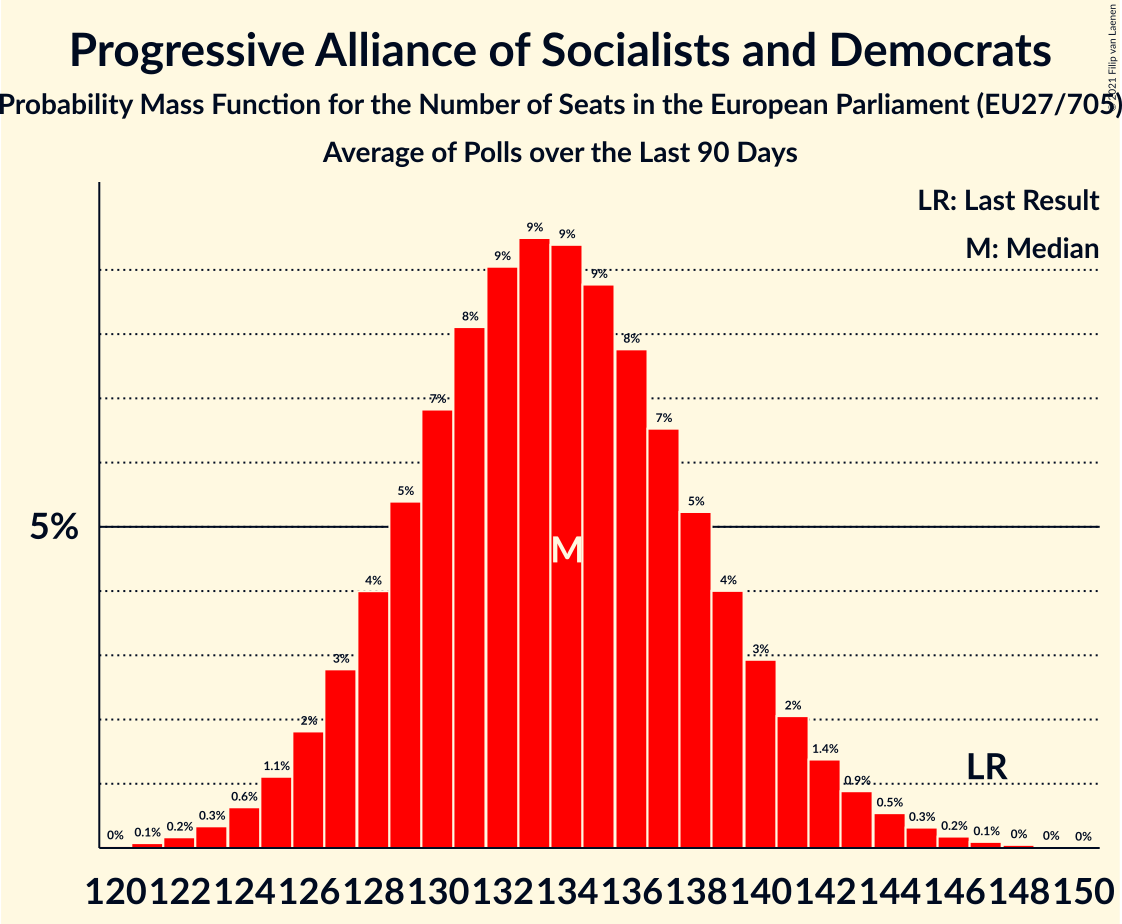 Progressive Alliance of Socialists and Democrats
Probability Mass Function for the Number of Seats in the European Parliament (EU27/705)
Average of Polls over the Last 90 Days
© 2021 Filip van Laenen
LR: Last Result
M: Median
5%
0% 0.1% 0.2% 0.3% 0.6% 1.1% 2% 3% 4% 5% 7% 8% 9% 9% 9% 9% 8% 7% 5% 4% 3% 2% 1.4% 0.9% 0.5% 0.3% 0.2% 0.1% 0% 0% 0%
M
LR
120 122 124 126 128 130 132 134 136 138 140 142 144 146 148 150